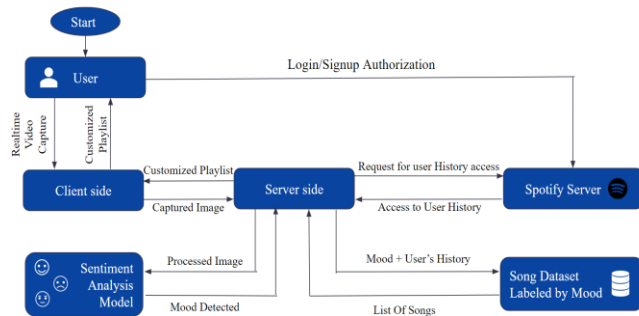 Start
User
Login/Signup Authorization
Realtime
Video
Capture
Customized
Playlist
Customized Playlist
Request for user History access
Client side
Server side
Spotify Server
Captured Image
Access to User History
Processed Image
Mood + User's History
Sentiment
Analysis
Model
Song Dataset
Labeled by Mood
Mood Detected
List Of Songs